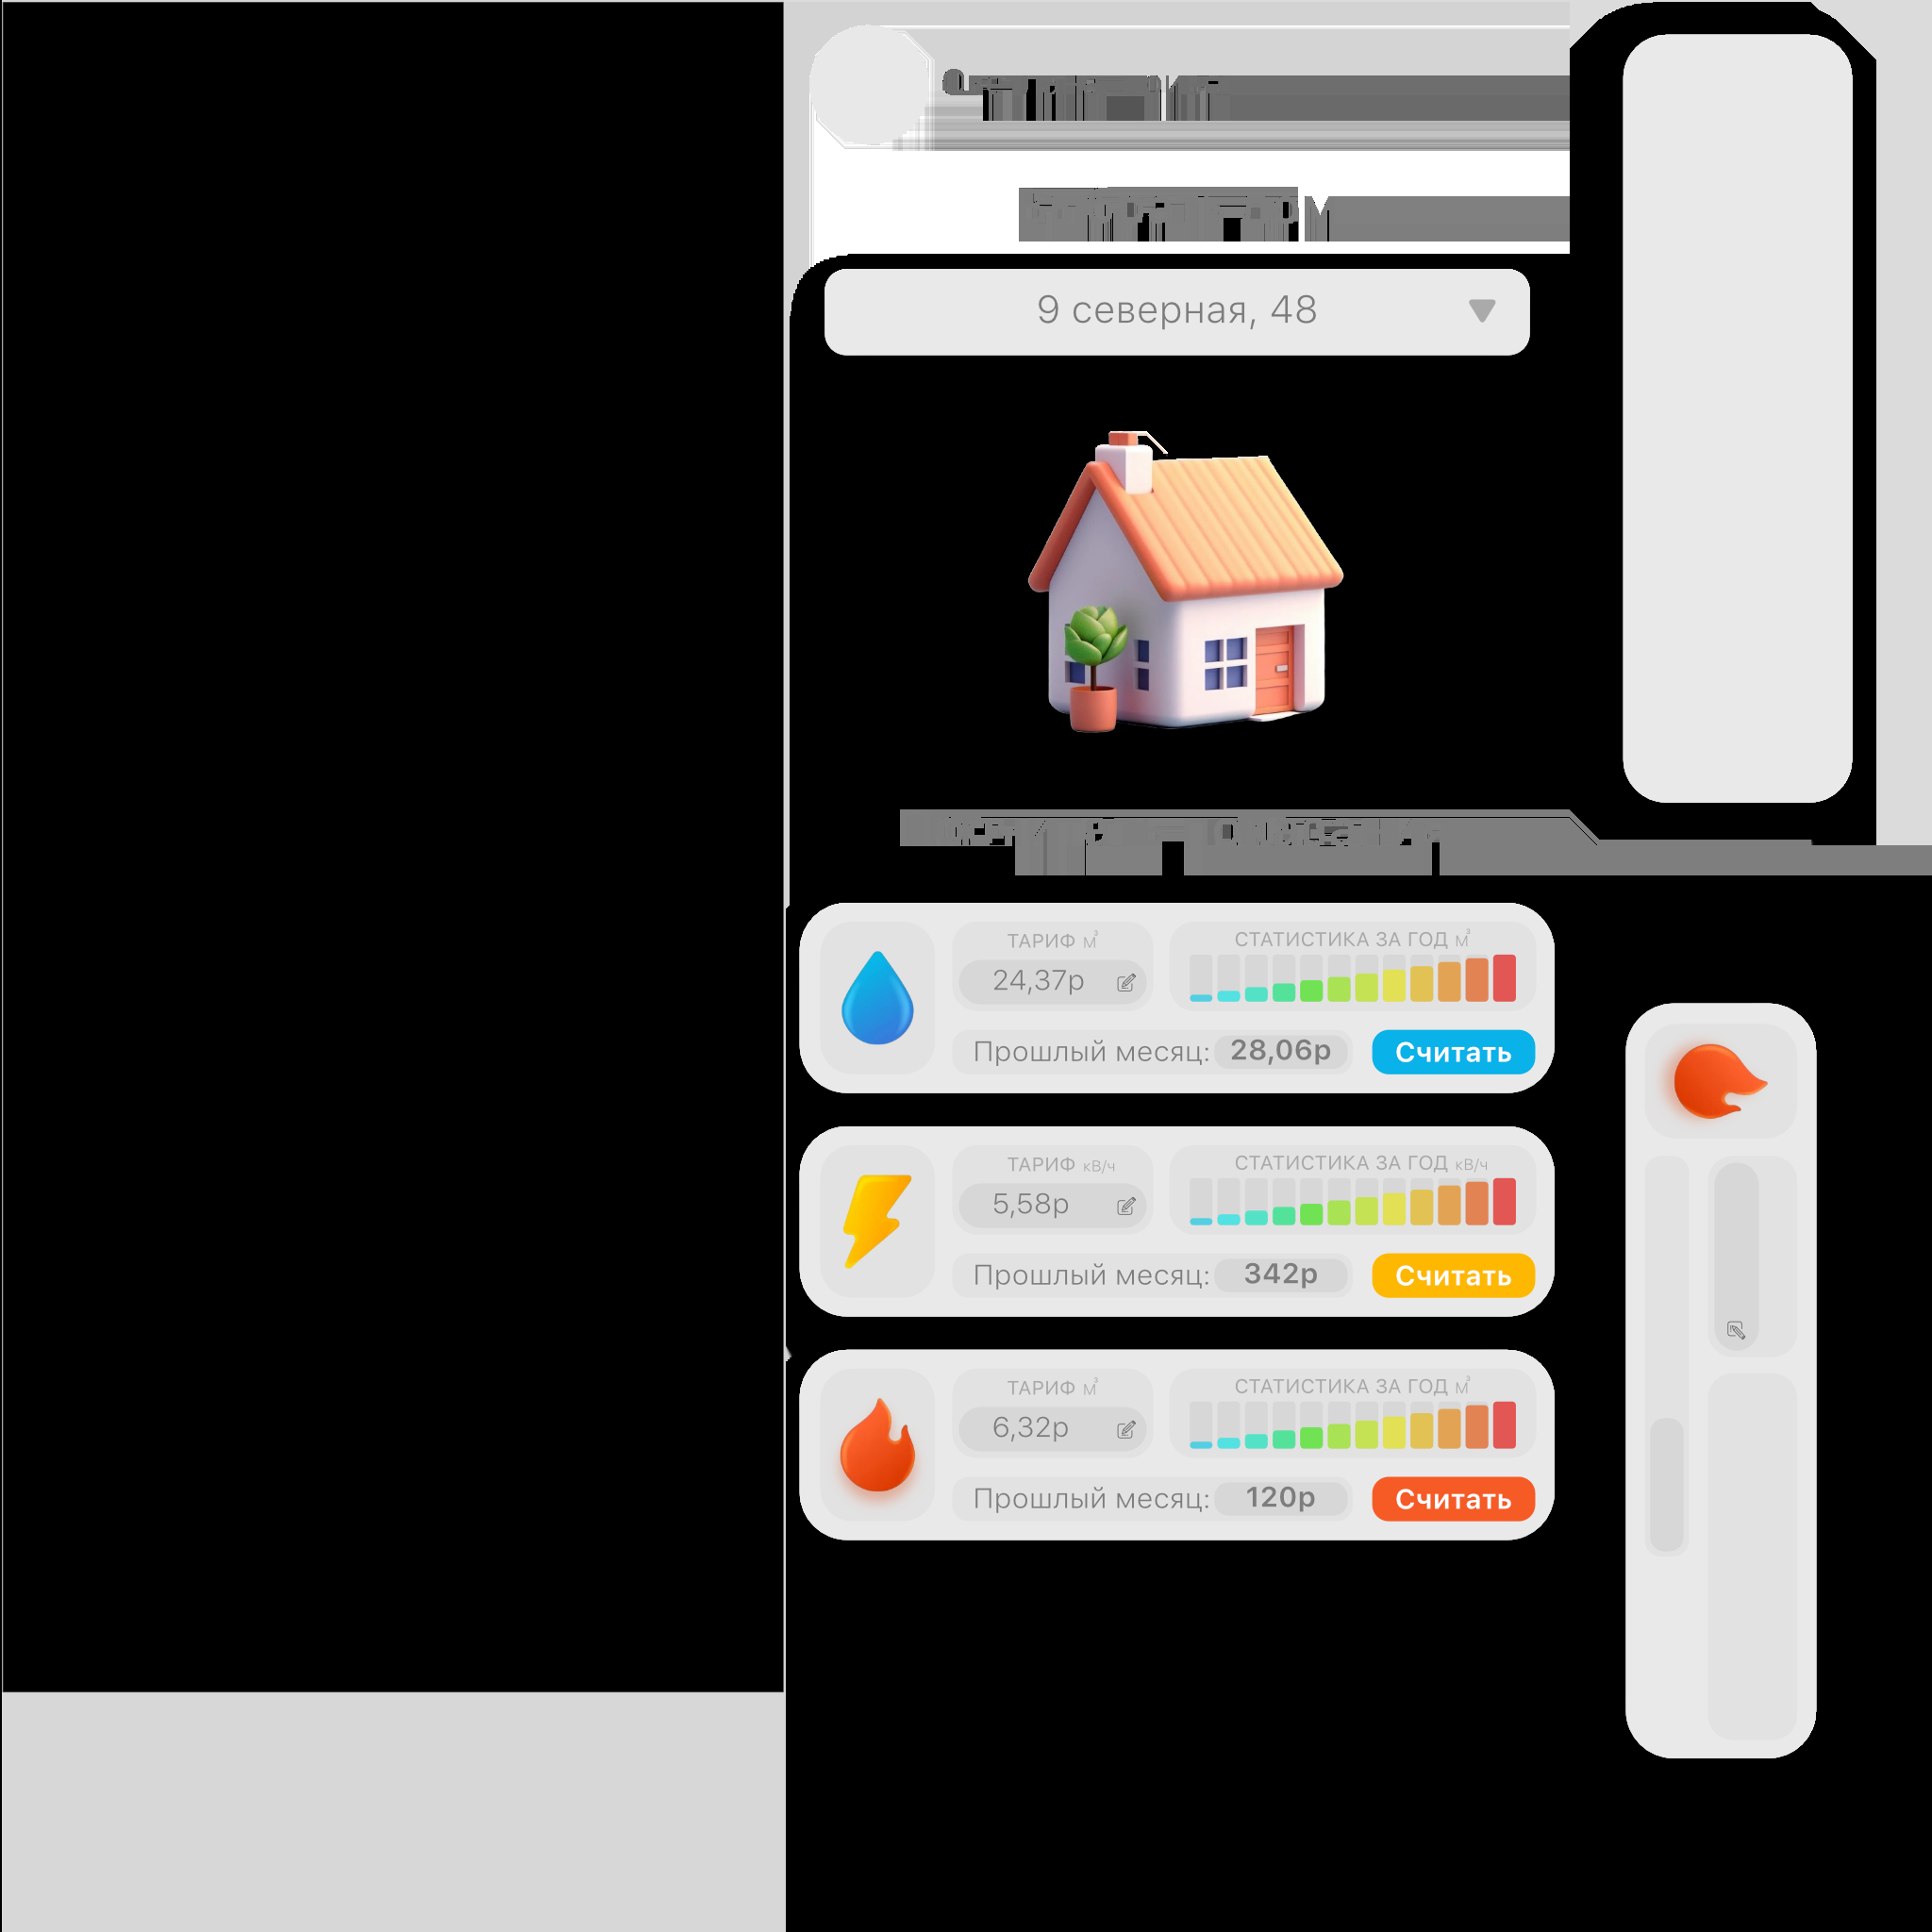 9 северная, 48
ТАРИФ м³
СТАТИСТИКА ЗА ГОД м³
24,37р
Прошлый месяц: 28,06р
Считать
ТАРИФ кВ/ч
СТАТИСТИКА ЗА ГОД кВ/ч
5,58р
Прошлый месяц: 342р
Считать
ТАРИФ м³
СТАТИСТИКА ЗА ГОД м³
6,32р
Прошлый месяц: 120р
Считать